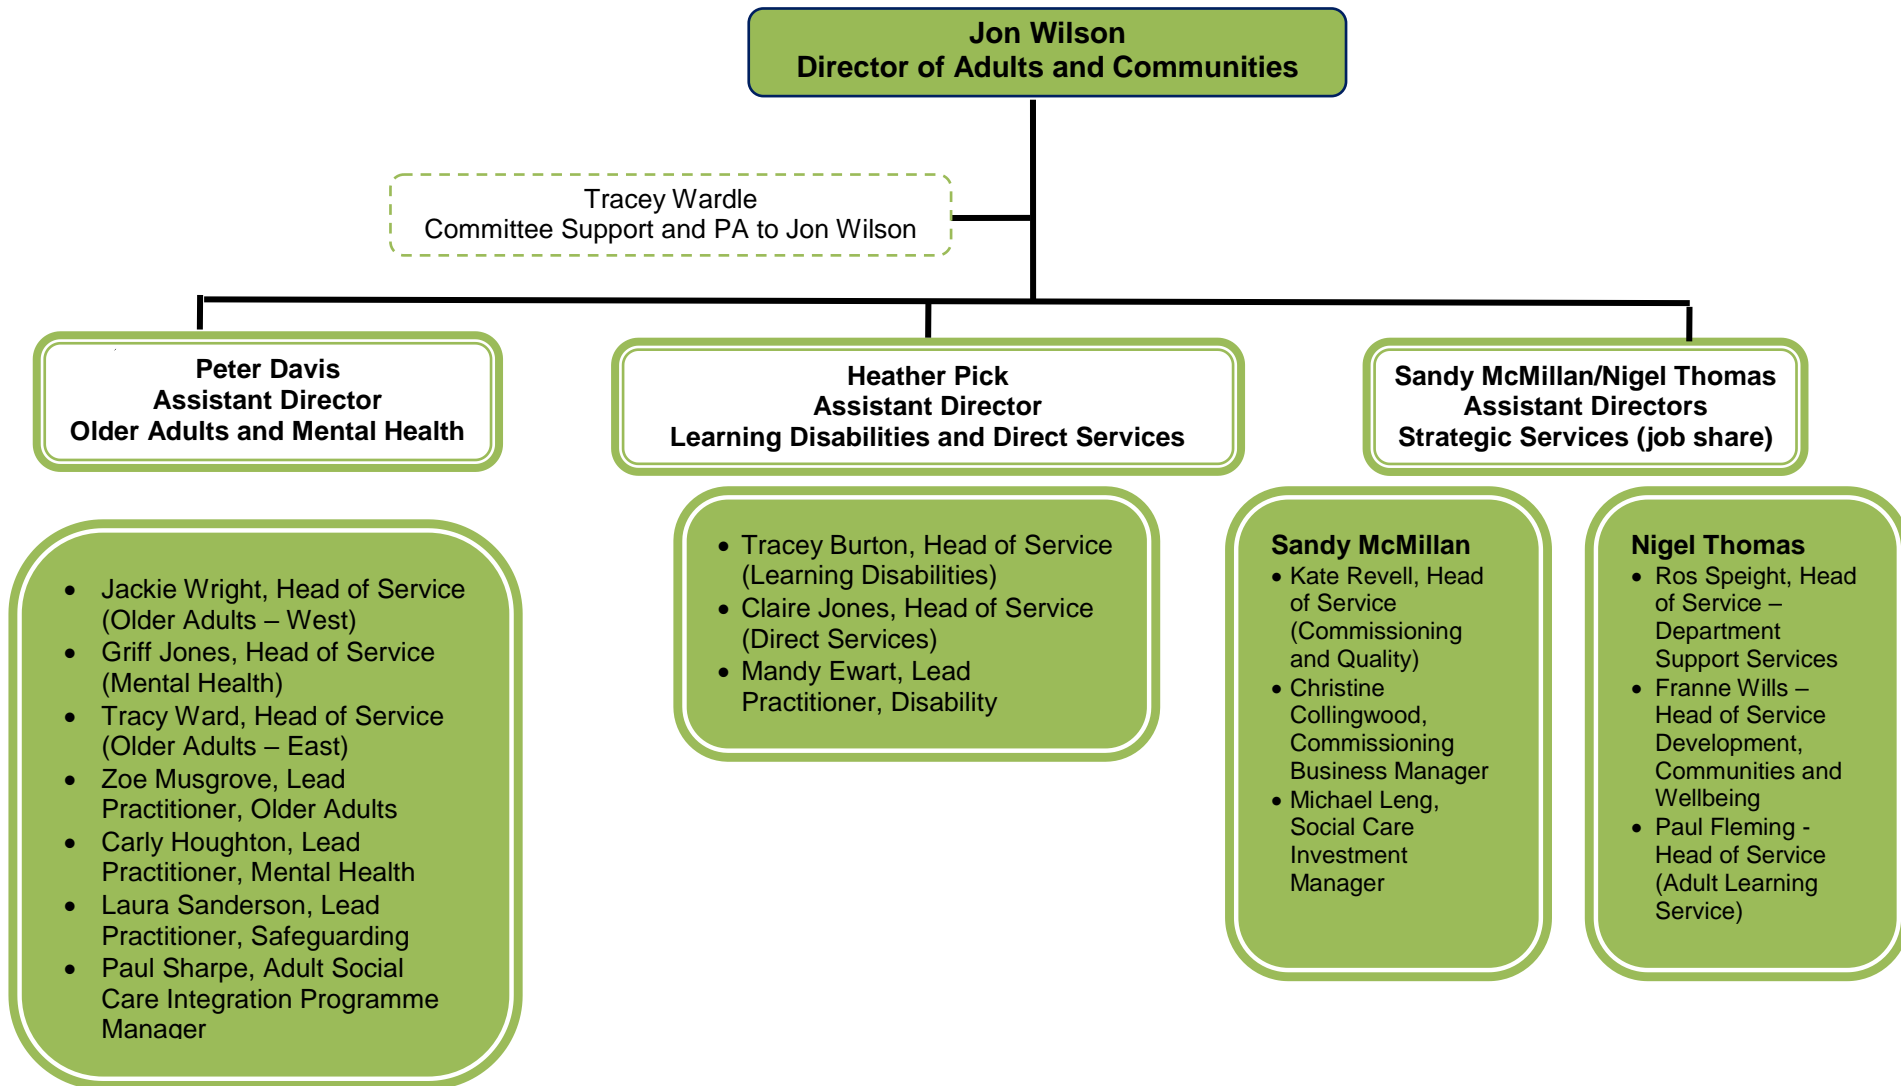 Jon Wilson
Director of Adults and Communities
Tracey Wardle
Committee Support and PA to Jon Wilson
Peter Davis
Assistant Director
Older Adults and Mental Health
Heather Pick
Assistant Director
Learning Disabilities and Direct Services
Sandy McMillan/Nigel Thomas
Assistant Directors
Strategic Services (job share)
• Jackie Wright, Head of Service
(Older Adults – West)
• Griff Jones, Head of Service
(Mental Health)
• Tracy Ward, Head of Service
(Older Adults – East)
• Zoe Musgrove, Lead
Practitioner, Older Adults
• Carly Houghton, Lead
Practitioner, Mental Health
• Laura Sanderson, Lead
Practitioner, Safeguarding
• Paul Sharpe, Adult Social
Care Integration Programme
Manager
• Tracey Burton, Head of Service
(Learning Disabilities)
• Claire Jones, Head of Service
(Direct Services)
• Mandy Ewart, Lead
Practitioner, Disability
Sandy McMillan
• Kate Revell, Head
of Service
(Commissioning
and Quality)
• Christine
Collingwood,
Commissioning
Business Manager
• Michael Leng,
Social Care
Investment
Manager
Nigel Thomas
• Ros Speight, Head
of Service –
Department
Support Services
• Franne Wills –
Head of Service
Development,
Communities and
Wellbeing
• Paul Fleming -
Head of Service
(Adult Learning
Service)